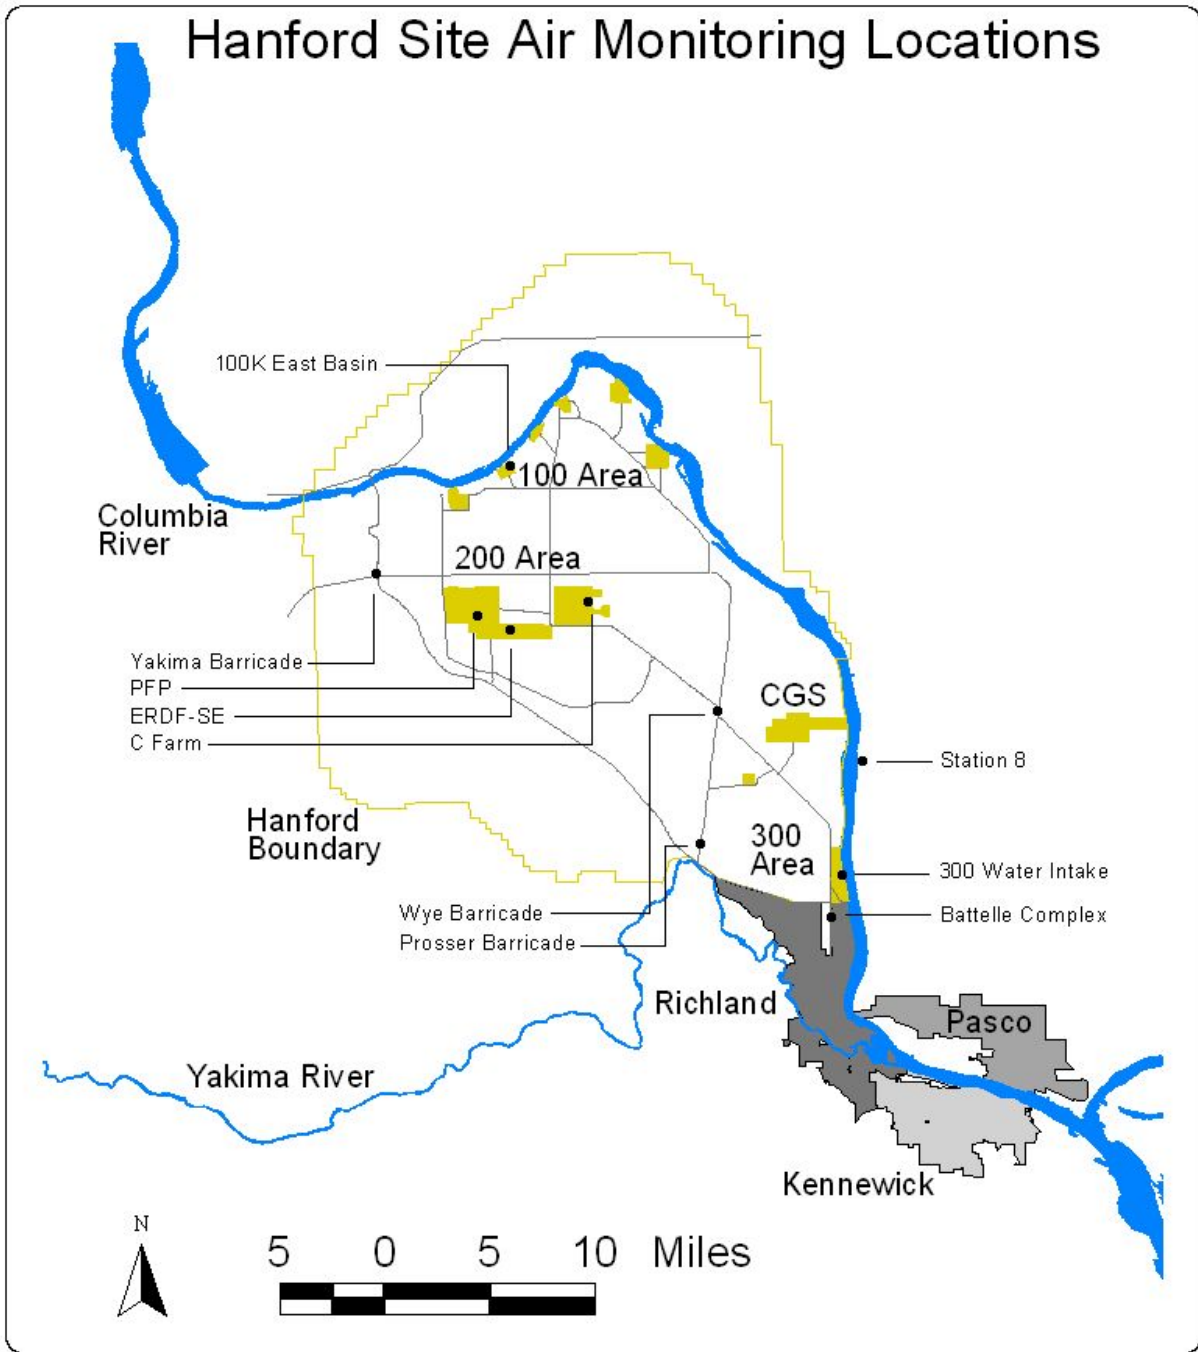 Hanford Site Air Monitoring Locations
100K East Basin
100 Area
Columbia
River
200 Area
Yakima Barricade
PFP
ERDF-SE
C Farm
CGS
Station 8
Hanford
Boundary
300
Area
300 Water Intake
Wye Barricade
Battelle Complex
Prosser Barricade
Richland
Pasco
Yakima River
Kennewick
N
5 0 5 10 Miles